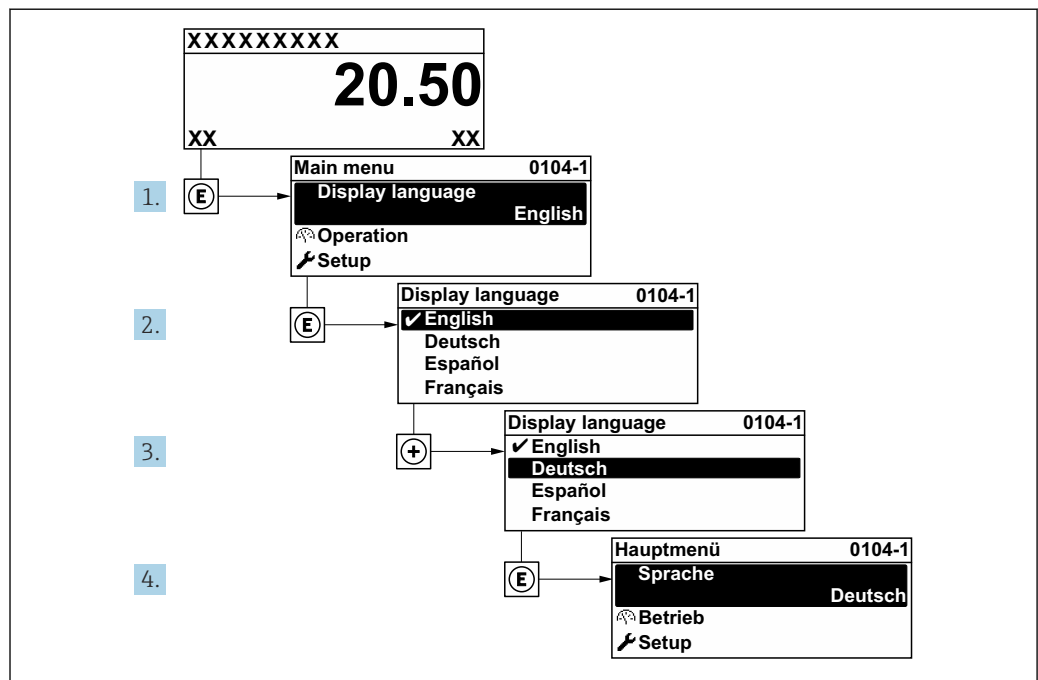 XXXXXXXXX
20.50
XX XX
1. E
Main menu 0104-1
Display language
English
Operation
Setup
2. E
Display language 0104-1
✔English
Deutsch
Español
Français
3. +
Display language 0104-1
✔English
Deutsch
Español
Français
4. E
Hauptmenü 0104-1
Sprache
Deutsch
Betrieb
Setup